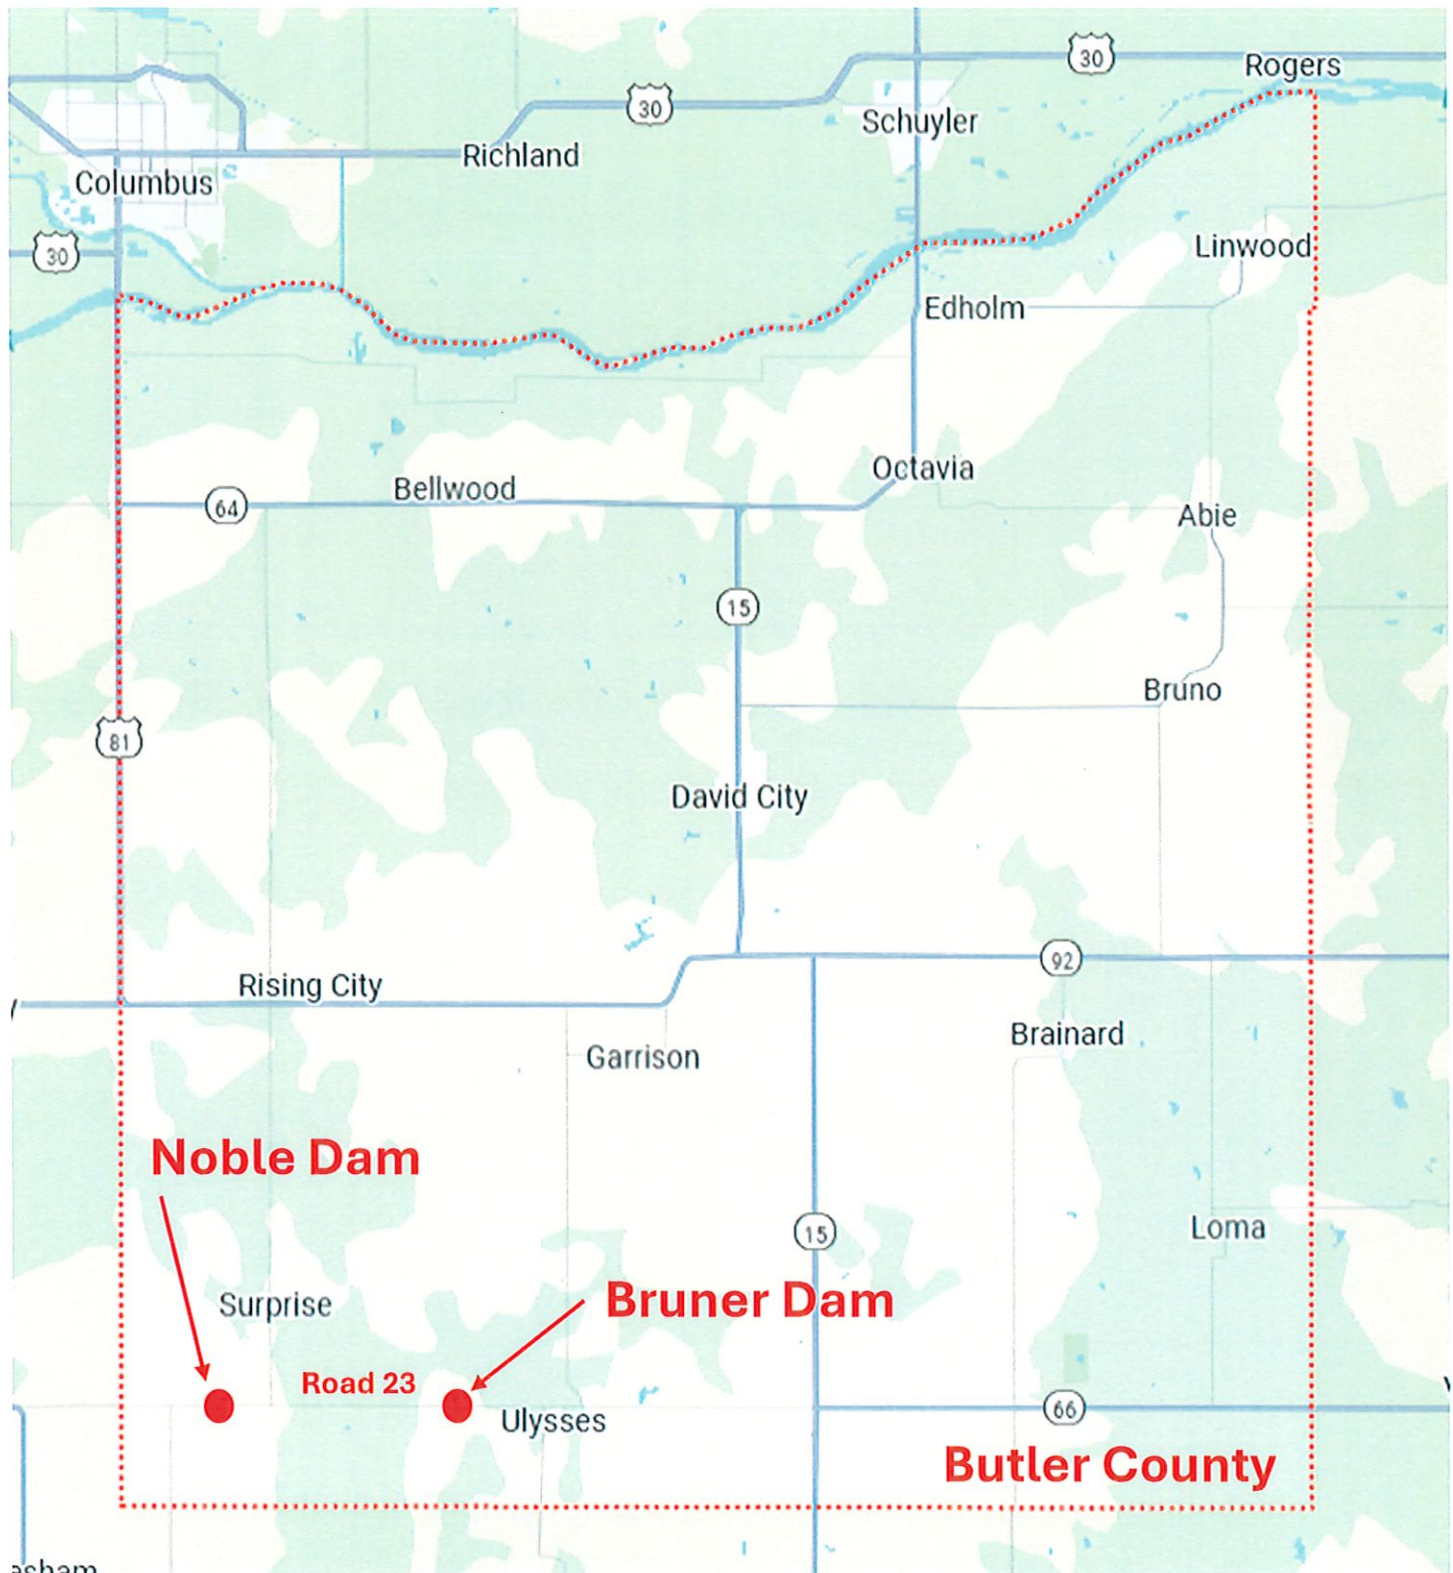 30
Rogers
30
Schuyler
Richland
Columbus
30
Linwood
Edholm
Octavia
Bellwood
64
Abie
15
Bruno
81
David City
92
Rising City
Brainard
Garrison
Noble Dam
Loma
15
Surprise
Bruner Dam
Road 23
66
Ulysses
Butler County